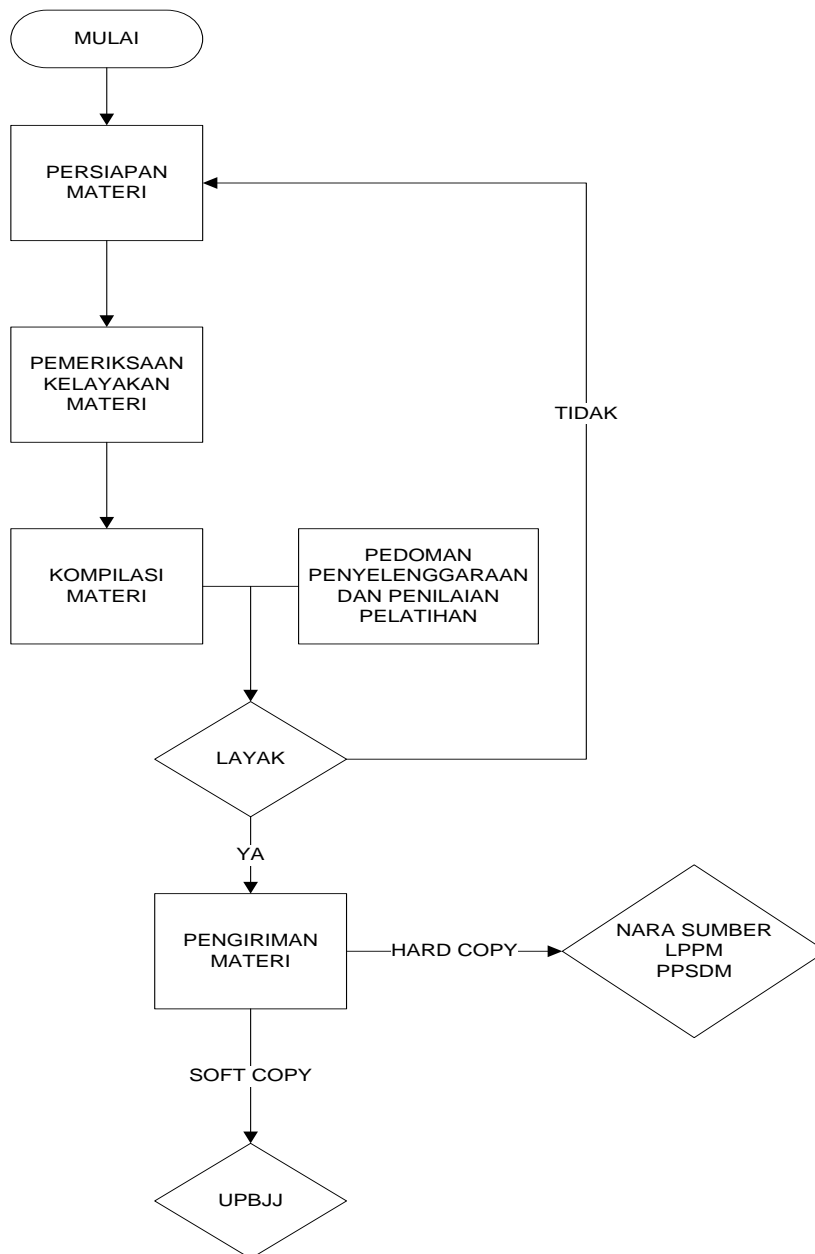 MULAI
PERSIAPAN
MATERI
PEMERIKSAAN
KELAYAKAN
MATERI
TIDAK
KOMPILASI
MATERI
PEDOMAN
PENYELENGGARAAN
DAN PENILAIAN
PELATIHAN
LAYAK
YA
PENGIRIMAN
MATERI
HARD COPY
NARA SUMBER
LPPM
PPSDM
SOFT COPY
UPBJJ